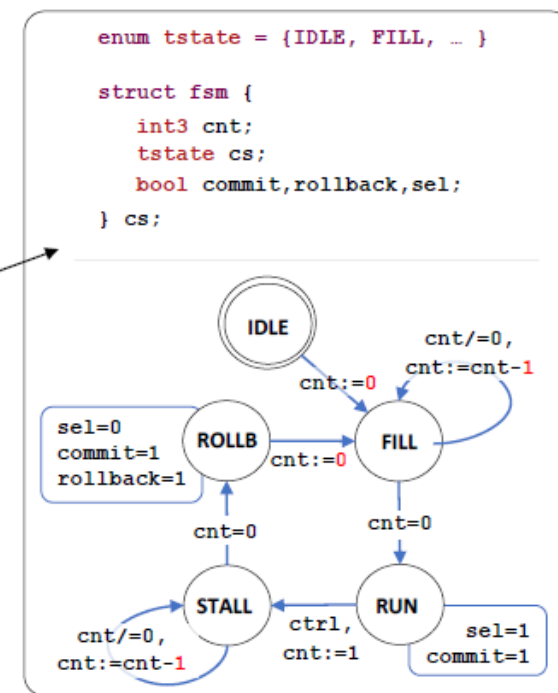 enum tstate = {IDLE, FILL, … }
struct fsm {
int3 cnt;
tstate cs;
bool commit,rollback,sel;
} cs;
IDLE
cnt/=0,
cnt:=cnt-1
cnt:=0
sel=0
commit=1
rollback=1
ROLLB
cnt:=0
FILL
cnt=0
cnt=0
STALL
ctrl,
cnt:=1
RUN
cnt/=0,
cnt:=cnt-1
sel=1
commit=1